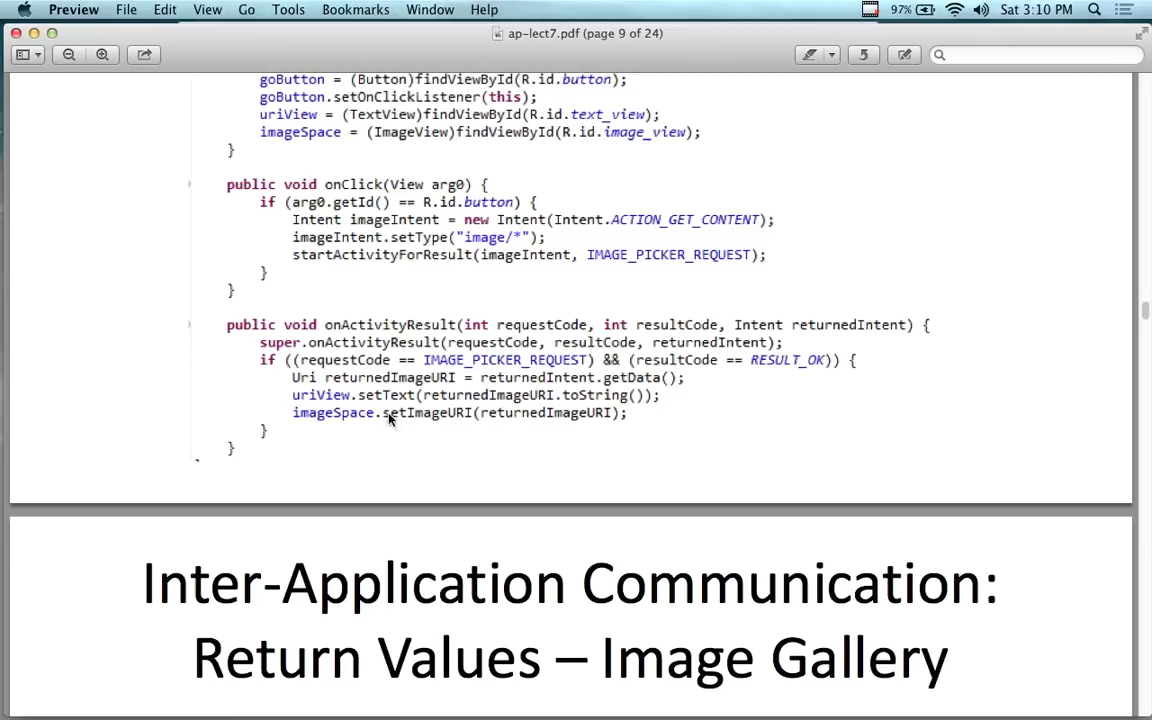 Preview File Edit View Go Tools Bookmarks Window Help 97% Sat 3:10 PM
ap-lect7.pdf (page 9 of 24)
goButton = (Button)findViewById(R.id.button);
goButton.setOnClickListener(this);
uriView = (TextView)findViewById(R.id.text_view);
imageSpace = (ImageView)findViewById(R.id.image_view);
}
public void onClick(View arg0) {
if (arg0.getId() == R.id.button) {
Intent imageIntent = new Intent(Intent.ACTION_GET_CONTENT);
imageIntent.setType("image/*");
startActivityForResult(imageIntent, IMAGE_PICKER_REQUEST);
}
}
public void onActivityResult(int requestCode, int resultCode, Intent returnedIntent) {
super.onActivityResult(requestCode, resultCode, returnedIntent);
if ((requestCode == IMAGE_PICKER_REQUEST) && (resultCode == RESULT_OK)) {
Uri returnedImageURI = returnedIntent.getData();
uriView.setText(returnedImageURI.toString());
imageSpace.setImageURI(returnedImageURI);
}
}
Inter-Application Communication:
Return Values – Image Gallery